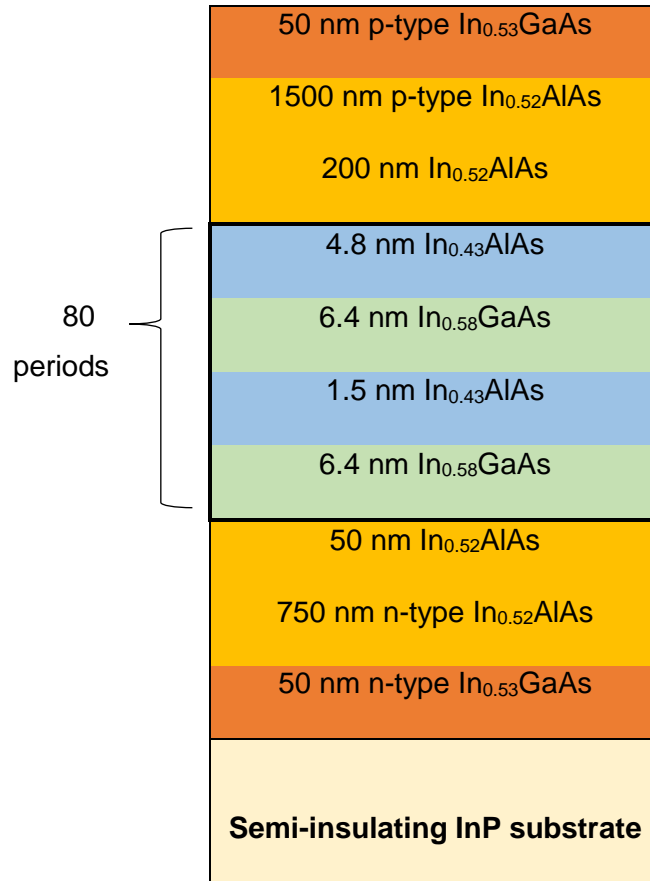 50 nm p-type In₀.₅₃GaAs
1500 nm p-type In₀.₅₂AlAs
200 nm In₀.₅₂AlAs
4.8 nm In₀.₄₃AlAs
80
periods
6.4 nm In₀.₅₈GaAs
1.5 nm In₀.₄₃AlAs
6.4 nm In₀.₅₈GaAs
50 nm In₀.₅₂AlAs
750 nm n-type In₀.₅₂AlAs
50 nm n-type In₀.₅₃GaAs
Semi-insulating InP substrate